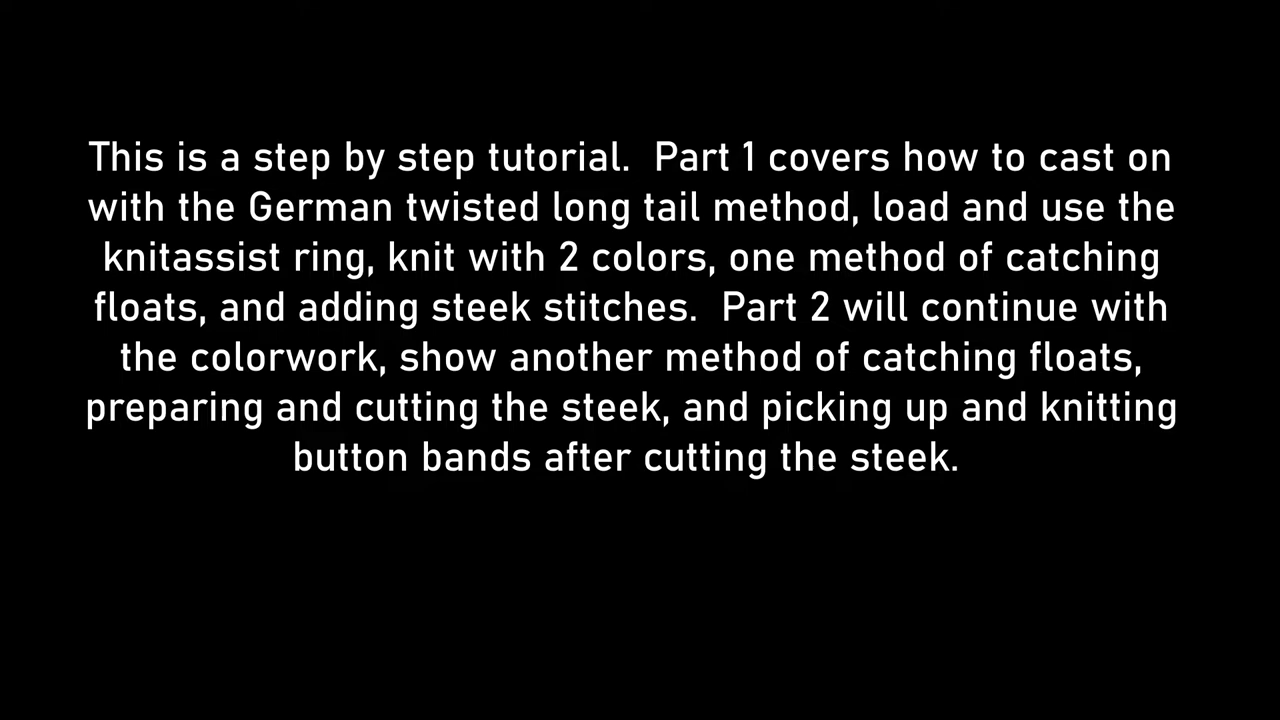 This is a step by step tutorial.  Part 1 covers how to cast on
with the German twisted long tail method, load and use the
knitassist ring, knit with 2 colors, one method of catching
floats, and adding steek stitches.  Part 2 will continue with
the colorwork, show another method of catching floats,
preparing and cutting the steek, and picking up and knitting
button bands after cutting the steek.